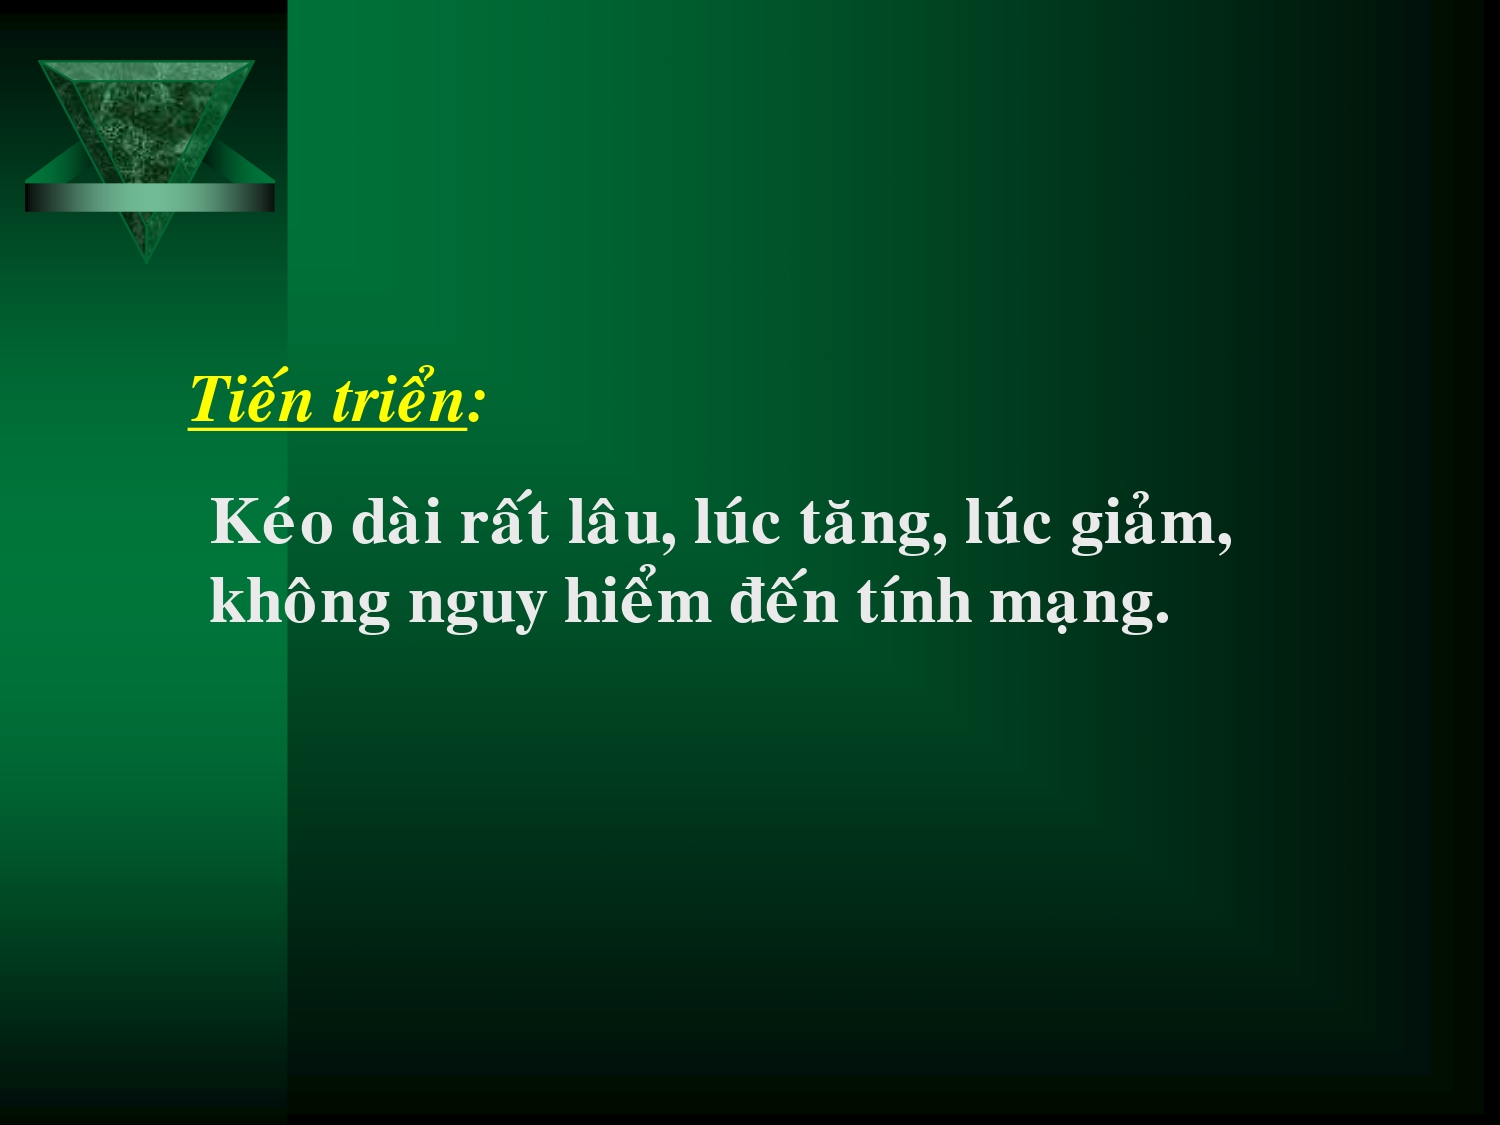 Tiến triển:
Kéo dài rất lâu, lúc tăng, lúc giảm,
không nguy hiểm đến tính mạng.